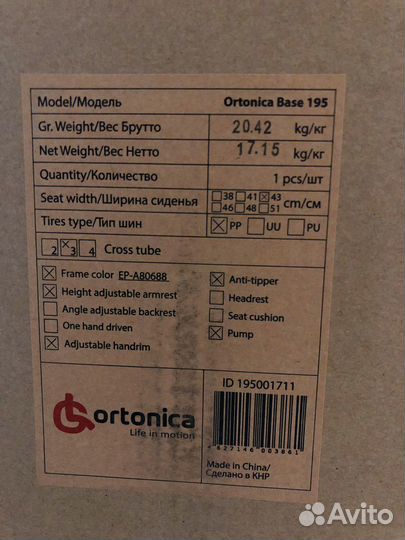 Model/Модель Ortonica Base 195
Gr. Weight/Вес Брутто 20.42 kg/кг
Net Weight/Вес Нетто 17.15 kg/кг
Quantity/Количество 1 pcs/шт
Seat width/Ширина сиденья 38 41 43 cm/см
46 48 51
Tires type/Тип шин PP UU PU
2 3 4 Cross tube
Frame color EP-A80688
Height adjustable armrest
Angle adjustable backrest
One hand driven
Adjustable handrim
Anti-tipper
Headrest
Seat cushion
Pump
ortonica
Life in motion
ID 195001711
4 627146 003861
Made In China/
Сделано в КНР
Avito